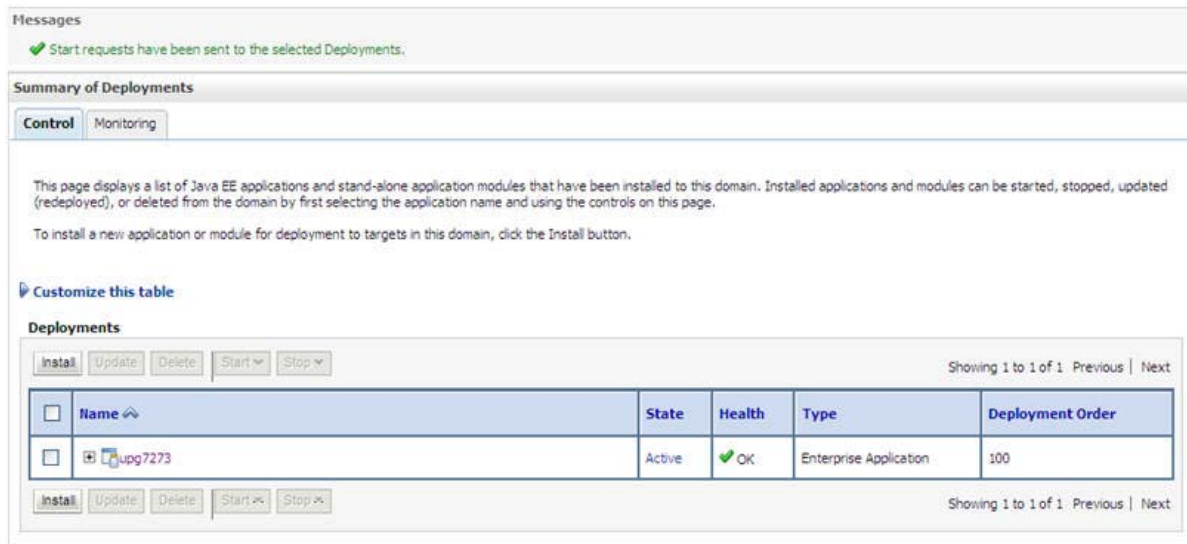 Messages
Start requests have been sent to the selected Deployments.
Summary of Deployments
Control Monitoring
This page displays a list of Java EE applications and stand-alone application modules that have been installed to this domain. Installed applications and modules can be started, stopped, updated
(redeployed), or deleted from the domain by first selecting the application name and using the controls on this page.
To install a new application or module for deployment to targets in this domain, click the Install button.
Customize this table
Deployments
Install Update Delete Start Stop Showing 1 to 1 of 1 Previous | Next
Name State Health Type Deployment Order
upg7273 Active OK Enterprise Application 100
Install Update Delete Start Stop Showing 1 to 1 of 1 Previous | Next